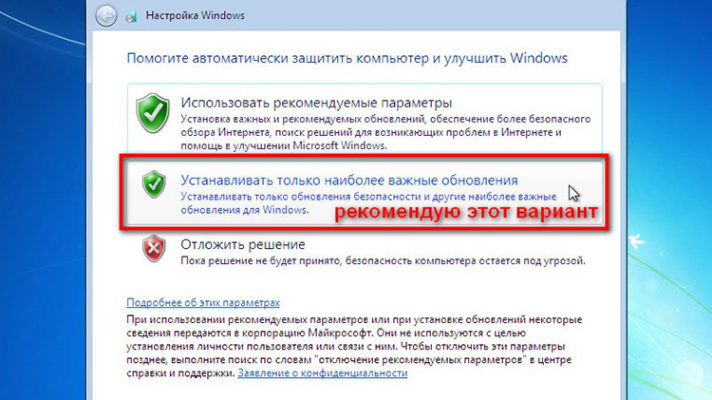 Настройка Windows
Помогите автоматически защитить компьютер и улучшить Windows
Использовать рекомендуемые параметры
Установка важных и рекомендуемых обновлений, обеспечение более безопасного
обзора Интернета, поиск решений для возникающих проблем в Интернете и
помощь в улучшении Microsoft Windows.
Устанавливать только наиболее важные обновления
Устанавливать только обновления безопасности и другие наиболее важные
обновления для Windows.
рекомендую этот вариант
Отложить решение
Пока решение не будет принято, безопасность компьютера остается под угрозой.
Подробнее об этих параметрах
При использовании рекомендуемых параметров или при установке обновлений некоторые
сведения передаются в корпорацию Майкрософт. Они не используются с целью
установления личности пользователя или связи с ним. Чтобы отключить эти параметры
позднее, выполните поиск по словам "отключение рекомендуемых параметров" в центре
справки и поддержки. Заявление о конфиденциальности